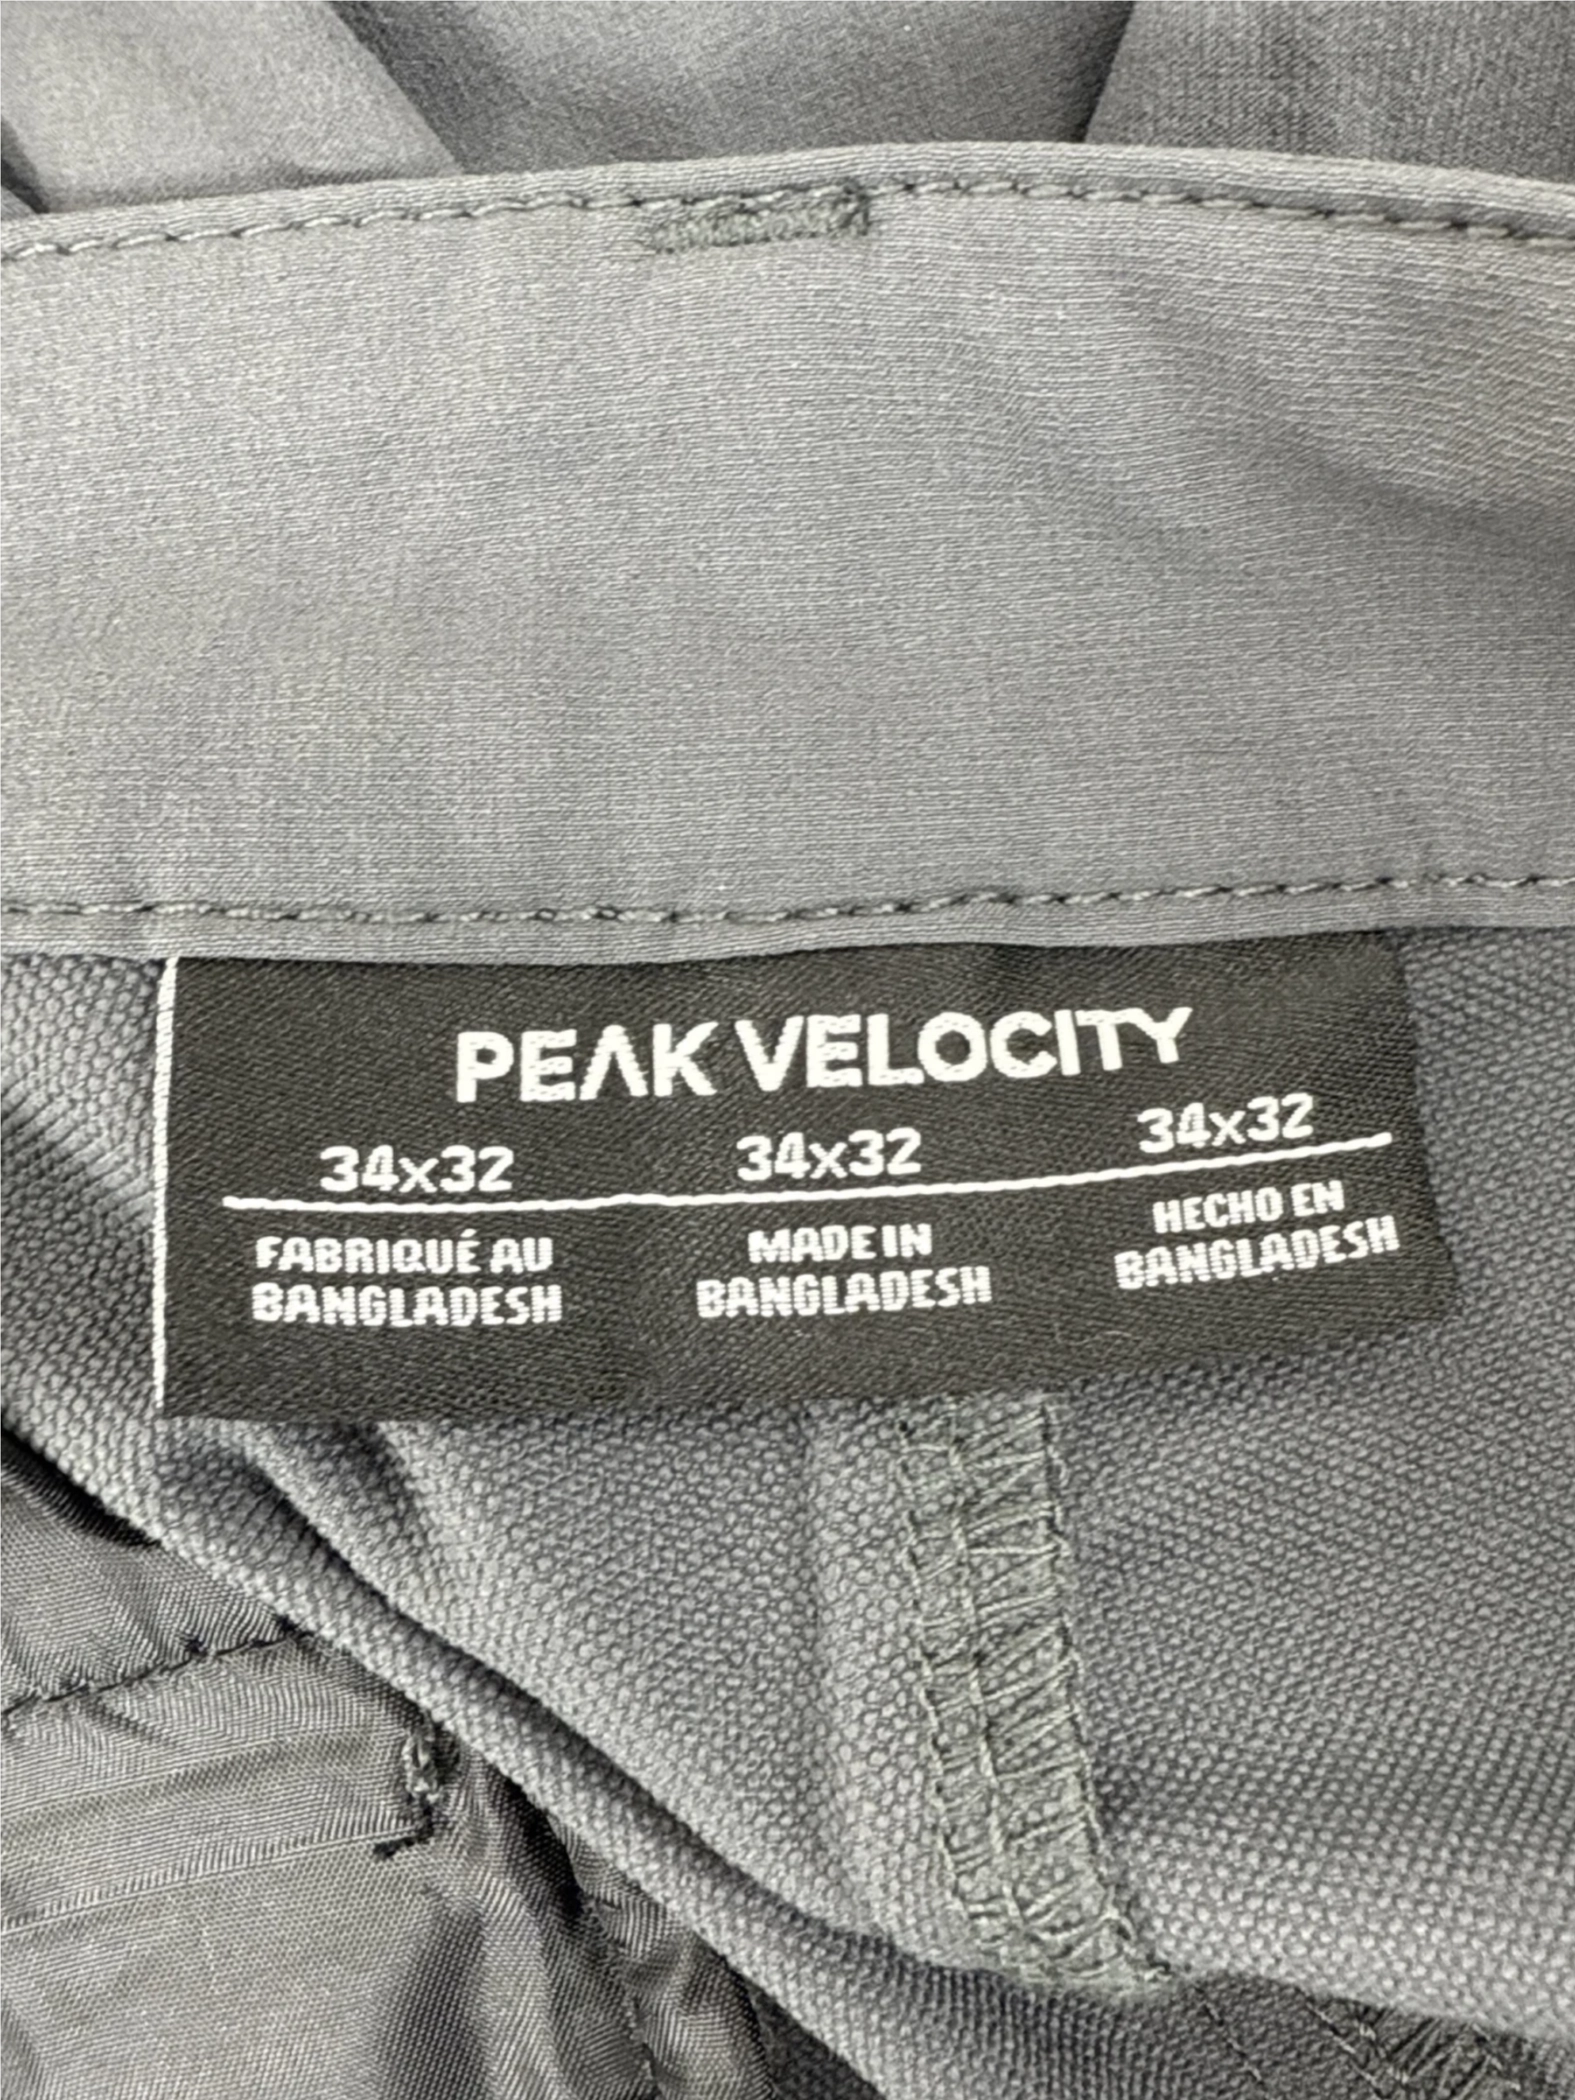 PEAK VELOCITY
34x32 34x32 34x32
FABRIQUÉ AU MADE IN HECHO EN
BANGLADESH BANGLADESH BANGLADESH